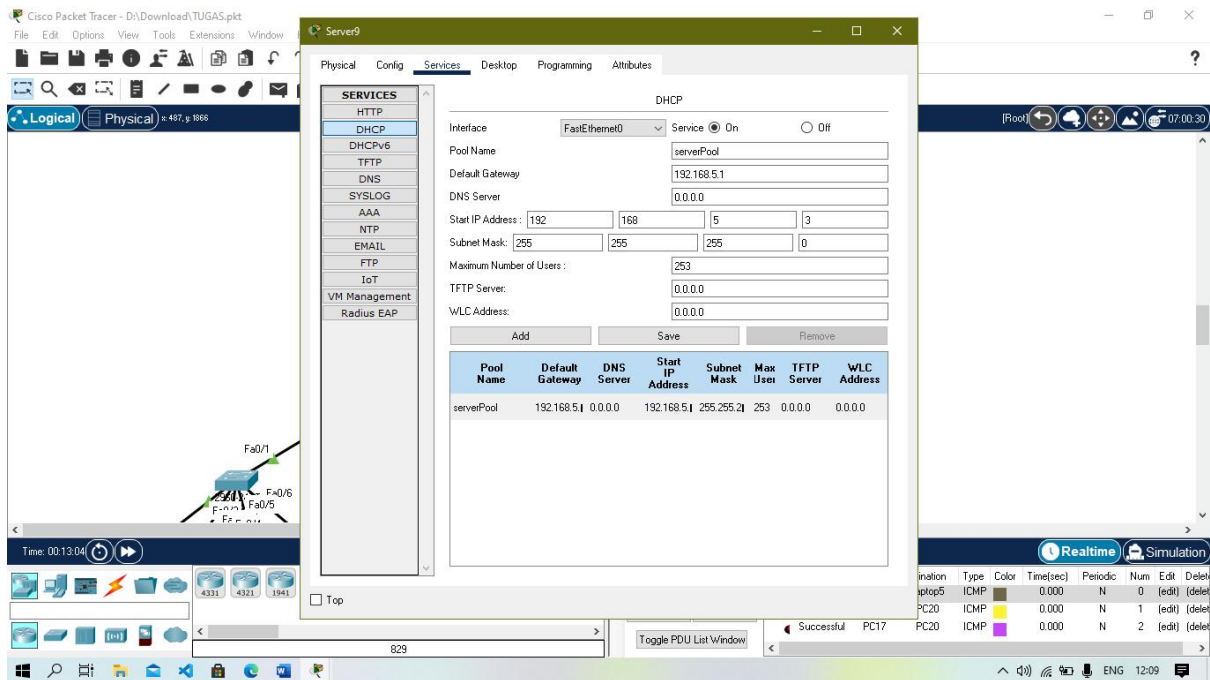 Cisco Packet Tracer - D:\Download\TUGAS.pkt
File Edit Options View Tools Extensions Window
Server9
?
Physical Config Services Desktop Programming Attributes
Logical Physical x: 487, y: 1866
[Root] 07:00:30
SERVICES
HTTP
DHCP
DHCPv6
TFTP
DNS
SYSLOG
AAA
NTP
EMAIL
FTP
IoT
VM Management
Radius EAP
DHCP
Interface FastEthernet0 Service On Off
Pool Name serverPool
Default Gateway 192.168.5.1
DNS Server 0.0.0.0
Start IP Address : 192 168 5 3
Subnet Mask: 255 255 255 0
Maximum Number of Users : 253
TFTP Server: 0.0.0.0
WLC Address: 0.0.0.0
Add Save Remove
Pool Name Default Gateway DNS Server Start IP Address Subnet Mask Max User TFTP Server WLC Address
serverPool 192.168.5. 0.0.0.0 192.168.5. 255.255.2 253 0.0.0.0 0.0.0.0
Fa0/1
Fa0/6
Fa0/5
Time: 00:13:04
Realtime Simulation
4331 4321 1941
Top
829
Toggle PDU List Window
ination Type Color Time(sec) Periodic Num Edit Delet
aptop5 ICMP 0.000 N 0 (edit) (delet
PC20 ICMP 0.000 N 1 (edit) (delet
Successful PC17 PC20 ICMP 0.000 N 2 (edit) (delet
ENG 12:09